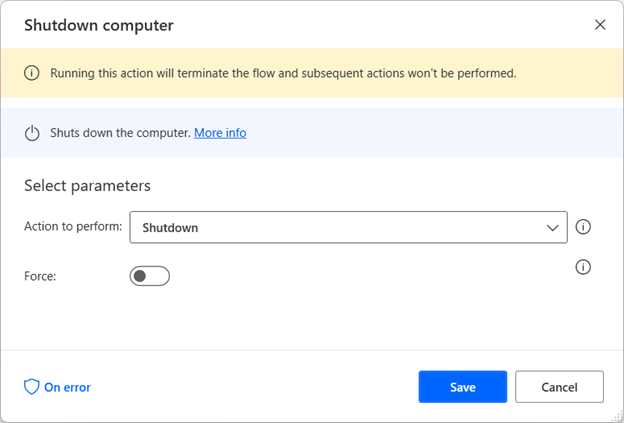 Shutdown computer
Running this action will terminate the flow and subsequent actions won't be performed.
Shuts down the computer. More info
Select parameters
Action to perform: Shutdown
Force:
On error
Save
Cancel